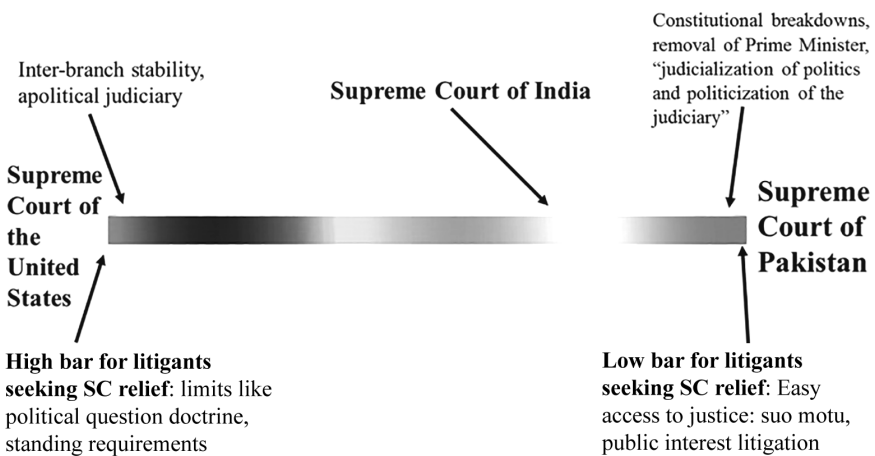 Inter-branch stability,
apolitical judiciary
Supreme Court of India
Constitutional breakdowns,
removal of Prime Minister,
“judicialization of politics
and politicization of the
judiciary”
Supreme
Court of
the
United
States
Supreme
Court of
Pakistan
High bar for litigants
seeking SC relief: limits like
political question doctrine,
standing requirements
Low bar for litigants
seeking SC relief: Easy
access to justice: suo motu,
public interest litigation